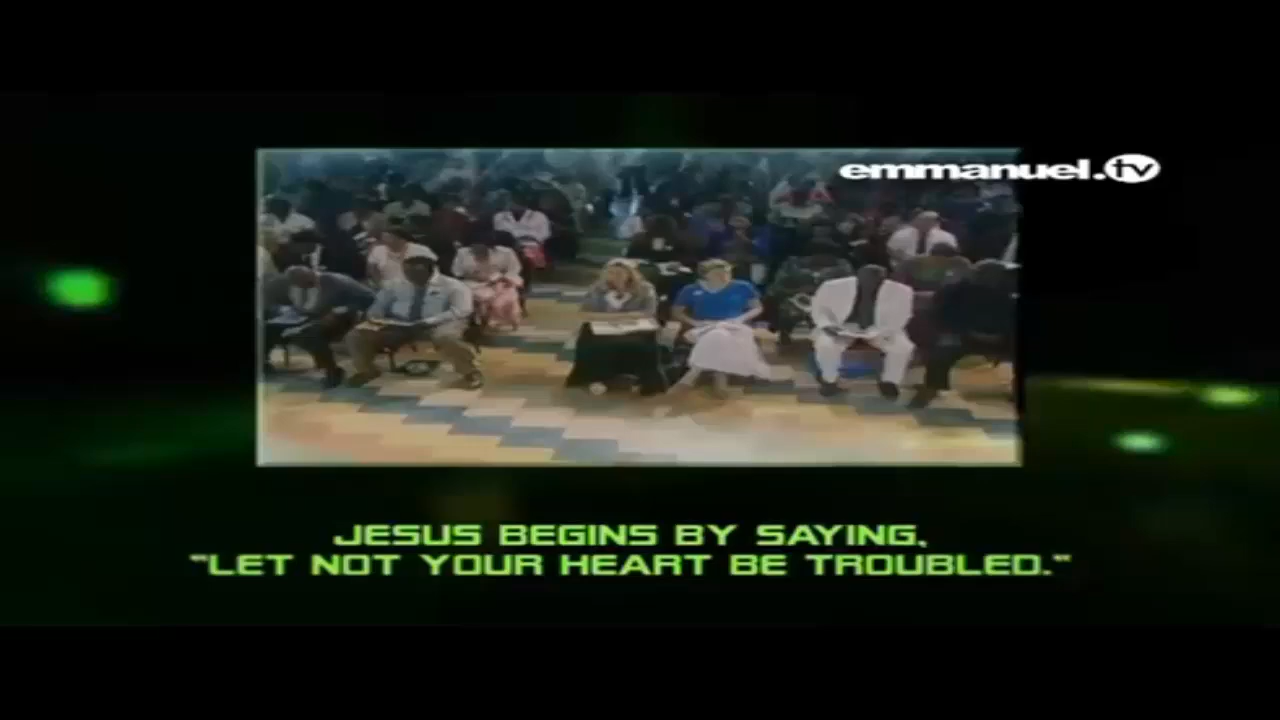 emmanuel.tv
JESUS BEGINS BY SAYING,
"LET NOT YOUR HEART BE TROUBLED."